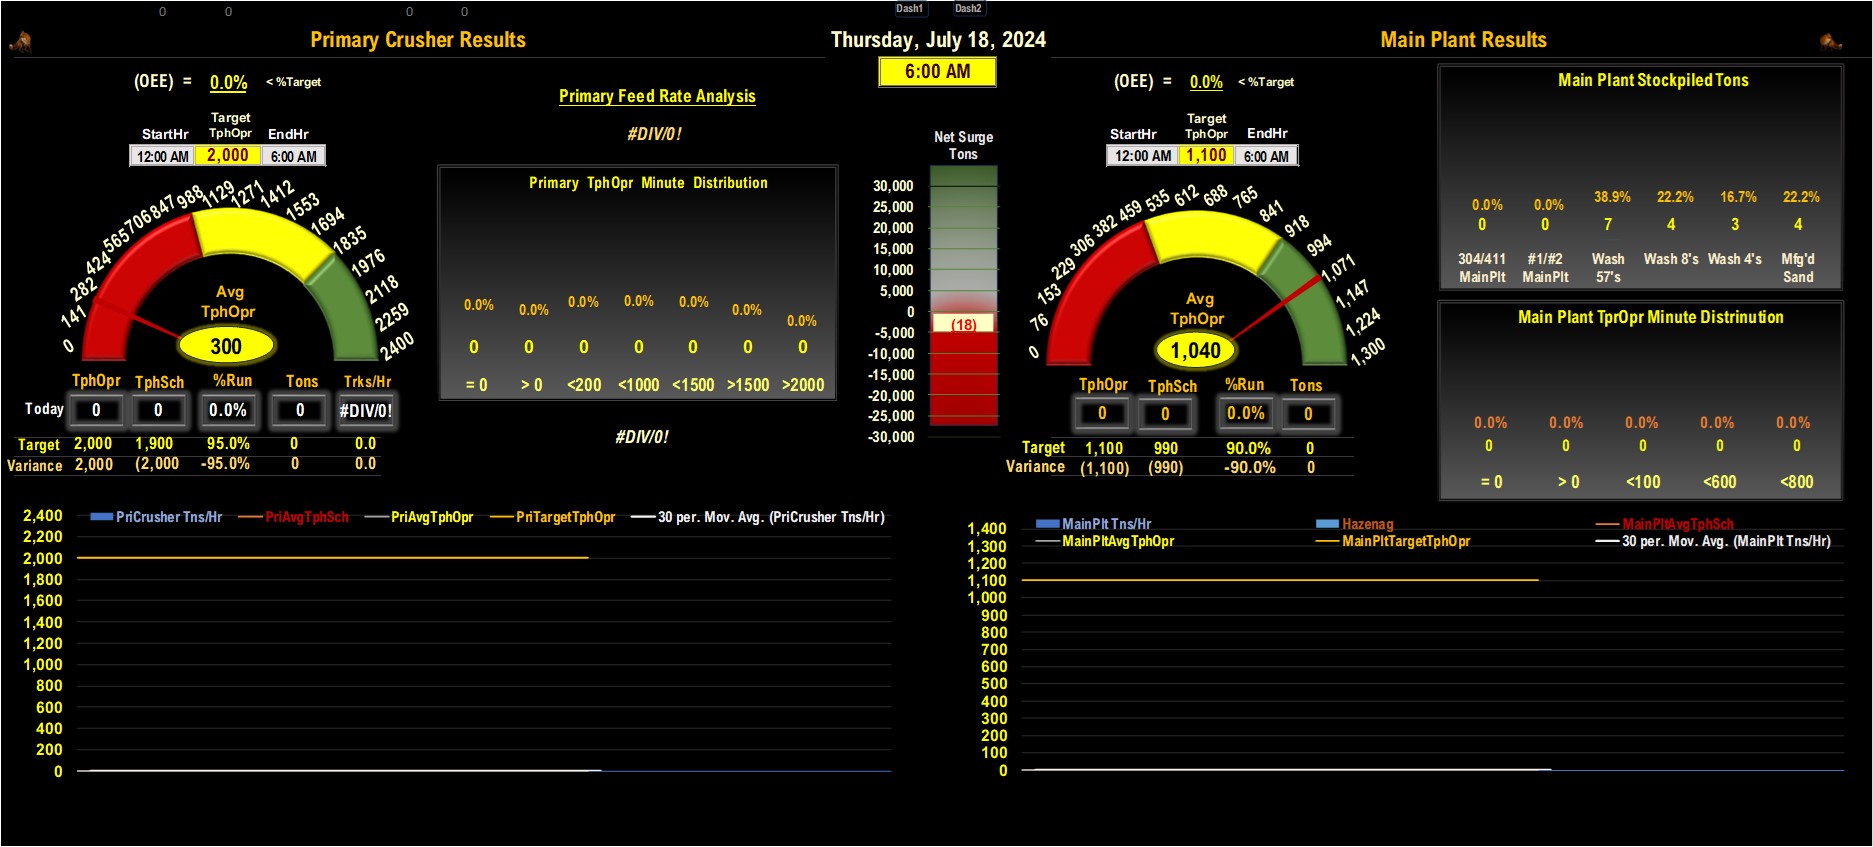 0 0 0 0
Dash1 Dash2
Primary Crusher Results
Thursday, July 18, 2024
Main Plant Results
6:00 AM
(OEE) = 0.0% < %Target
Target
TphOpr
StartHr EndHr
12:00 AM 2,000 6:00 AM
0 141 282 424 565 706 847 988 1129 1271 1412 1553 1694 1835 1976 2118 2259 2400
Avg
TphOpr
300
TphOpr TphSch %Run Tons Trks/Hr
Today 0 0 0.0% 0 #DIV/0!
Target 2,000 1,900 95.0% 0 0.0
Variance 2,000 (2,000 -95.0% 0 0.0
Primary Feed Rate Analysis
#DIV/0!
Primary TphOpr Minute Distribution
0.0% 0.0% 0.0% 0.0% 0.0% 0.0% 0.0%
0 0 0 0 0 0 0
= 0 > 0 <200 <1000 <1500 >1500 >2000
#DIV/0!
Net Surge
Tons
30,000
25,000
20,000
15,000
10,000
5,000
0
-5,000
-10,000
-15,000
-20,000
-25,000
-30,000
(18)
(OEE) = 0.0% < %Target
Target
TphOpr
StartHr EndHr
12:00 AM 1,100 6:00 AM
0 76 153 229 306 382 459 535 612 688 765 841 918 994 1,071 1,147 1,224 1,300
Avg
TphOpr
1,040
TphOpr TphSch %Run Tons
0 0 0.0% 0
Target 1,100 990 90.0% 0
Variance (1,100) (990) -90.0% 0
Main Plant Stockpiled Tons
0.0% 0.0% 38.9% 22.2% 16.7% 22.2%
0 0 7 4 3 4
304/411 #1/#2 Wash Wash 8's Wash 4's Mfg'd
MainPlt MainPlt 57's Sand
Main Plant TprOpr Minute Distrinution
0.0% 0.0% 0.0% 0.0% 0.0%
0 0 0 0 0
= 0 > 0 <100 <600 <800
PriCrusher Tns/Hr PriAvgTphSch PriAvgTphOpr PriTargetTphOpr 30 per. Mov. Avg. (PriCrusher Tns/Hr)
2,400
2,200
2,000
1,800
1,600
1,400
1,200
1,000
800
600
400
200
0
MainPlt Tns/Hr Hazenag MainPltAvgTphSch
MainPltAvgTphOpr MainPltTargetTphOpr 30 per. Mov. Avg. (MainPlt Tns/Hr)
1,400
1,300
1,200
1,100
1,000
900
800
700
600
500
400
300
200
100
0